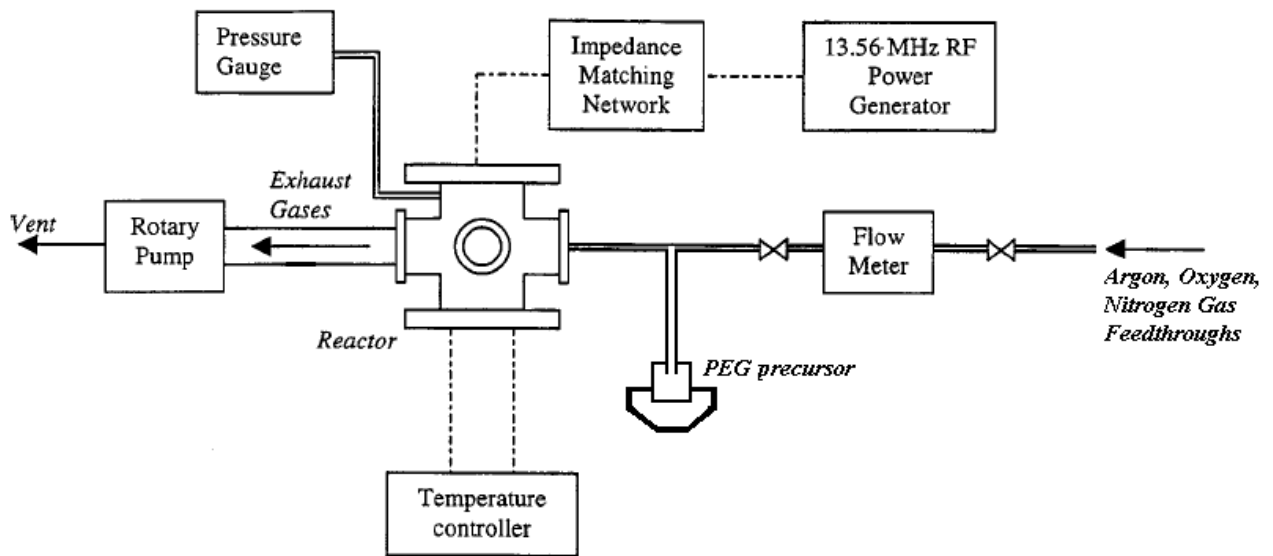 Pressure
Gauge
Impedance
Matching
Network
13.56 MHz RF
Power
Generator
Exhaust
Gases
Vent
Rotary
Pump
Flow
Meter
Argon, Oxygen,
Nitrogen Gas
Feedthroughs
Reactor
PEG precursor
Temperature
controller